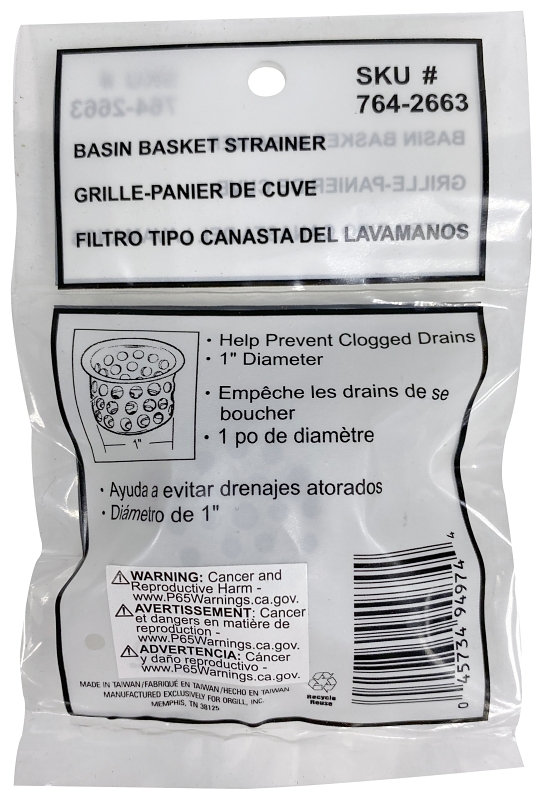 SKU #
764-2663
BASIN BASKET STRAINER
GRILLE-PANIER DE CUVE
FILTRO TIPO CANASTA DEL LAVAMANOS
1"
• Help Prevent Clogged Drains
• 1" Diameter
• Empêche les drains de se
boucher
• 1 po de diamètre
• Ayuda a evitar drenajes atorados
• Diámetro de 1"
⚠ WARNING: Cancer and
Reproductive Harm -
www.P65Warnings.ca.gov.
⚠ AVERTISSEMENT: Cancer
et dangers en matière de
reproduction -
www.P65Warnings.ca.gov.
⚠ ADVERTENCIA: Cáncer
y daño reproductivo -
www.P65Warnings.ca.gov.
MADE IN TAIWAN/FABRIQUÉ EN TAIWAN/HECHO EN TAIWAN
MANUFACTURED EXCLUSIVELY FOR ORGILL, INC.
MEMPHIS, TN 38125
Recycle
Reuse
0 45734 94974 4